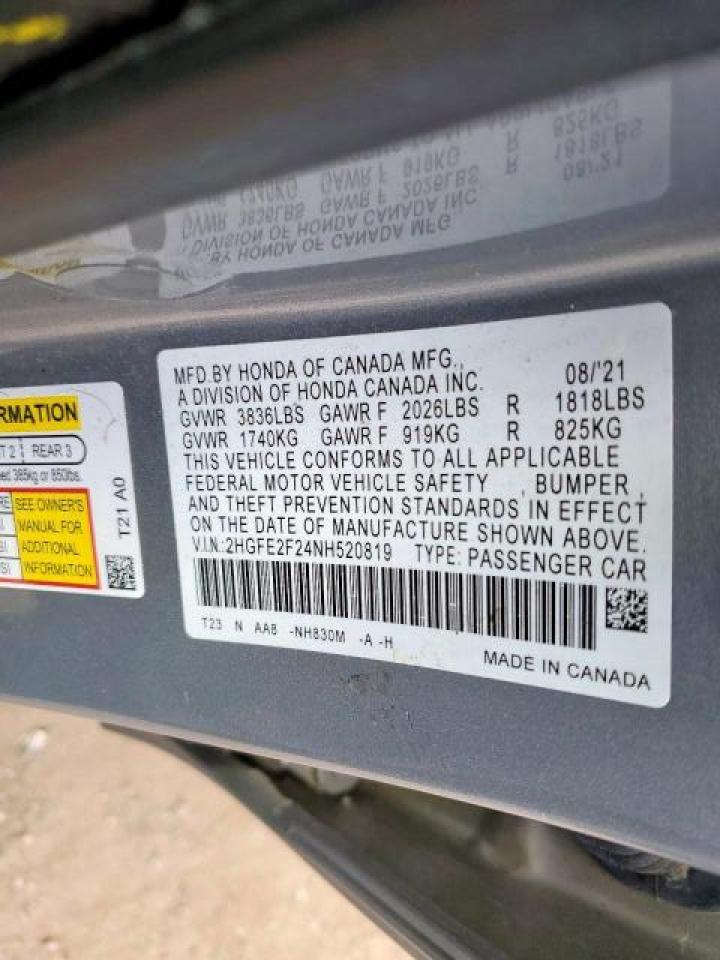 MFD.BY HONDA OF CANADA MFG., 08/'21
A DIVISION OF HONDA CANADA INC.
GVWR 3836LBS GAWR F 2026LBS R 1818LBS
GVWR 1740KG GAWR F 919KG R 825KG
THIS VEHICLE CONFORMS TO ALL APPLICABLE
FEDERAL MOTOR VEHICLE SAFETY , BUMPER ,
AND THEFT PREVENTION STANDARDS IN EFFECT
ON THE DATE OF MANUFACTURE SHOWN ABOVE.
V.I.N.:2HGFE2F24NH520819 TYPE: PASSENGER CAR
T23 N AA8 -NH830M -A -H
MADE IN CANADA
REAR 3
385kg or 850lbs.
SEE OWNER'S
MANUAL FOR
ADDITIONAL
INFORMATION
T21 A0